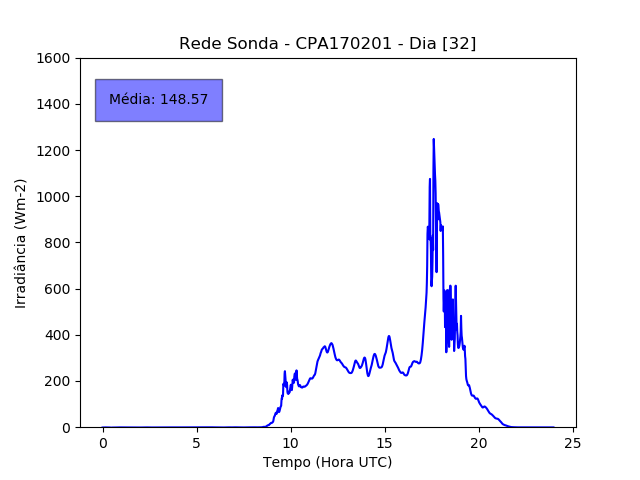 Rede Sonda - CPA170201 - Dia [32]
1600
1400
1200
1000
800
600
400
200
0
Média: 148.57
Irradiância (Wm-2)
0 5 10 15 20 25
Tempo (Hora UTC)